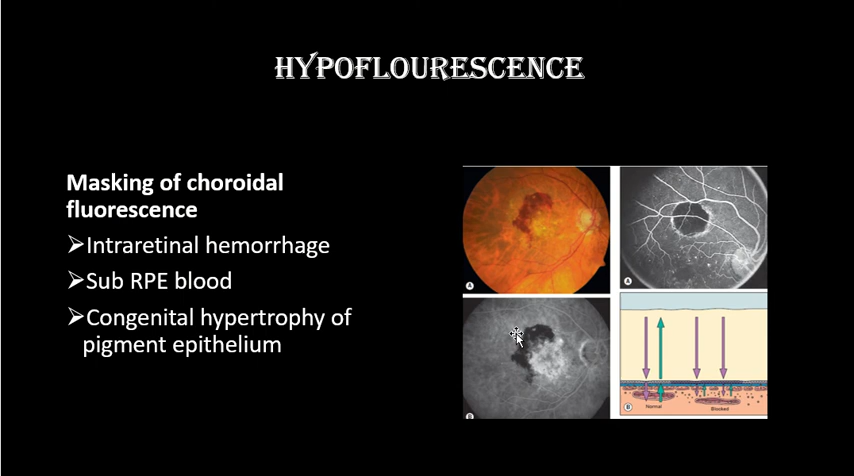 HYPOFLOURESCENCE
Masking of choroidal
fluorescence
➢Intraretinal hemorrhage
➢Sub RPE blood
➢Congenital hypertrophy of
pigment epithelium
A
A
B
B
Normal
Blocked